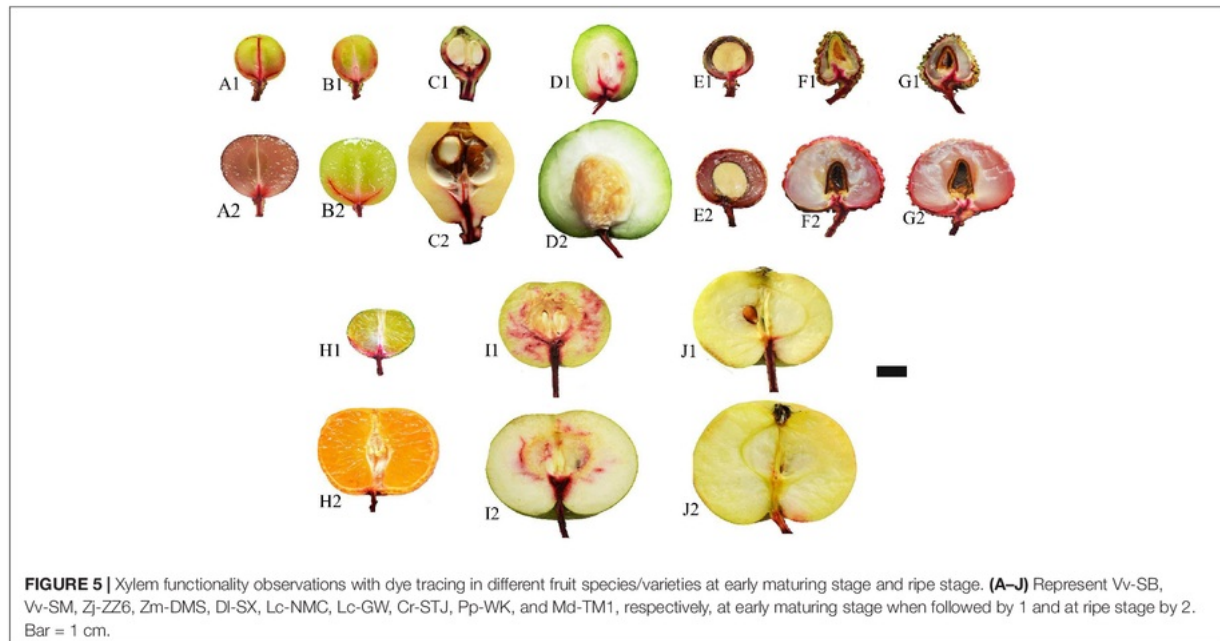 A1 B1 C1 D1 E1 F1 G1
A2 B2 C2 D2 E2 F2 G2
H1 I1 J1
H2 I2 J2
FIGURE 5 | Xylem functionality observations with dye tracing in different fruit species/varieties at early maturing stage and ripe stage. (A–J) Represent Vv-SB,
Vv-SM, Zj-ZZ6, Zm-DMS, Dl-SX, Lc-NMC, Lc-GW, Cr-STJ, Pp-WK, and Md-TM1, respectively, at early maturing stage when followed by 1 and at ripe stage by 2.
Bar = 1 cm.